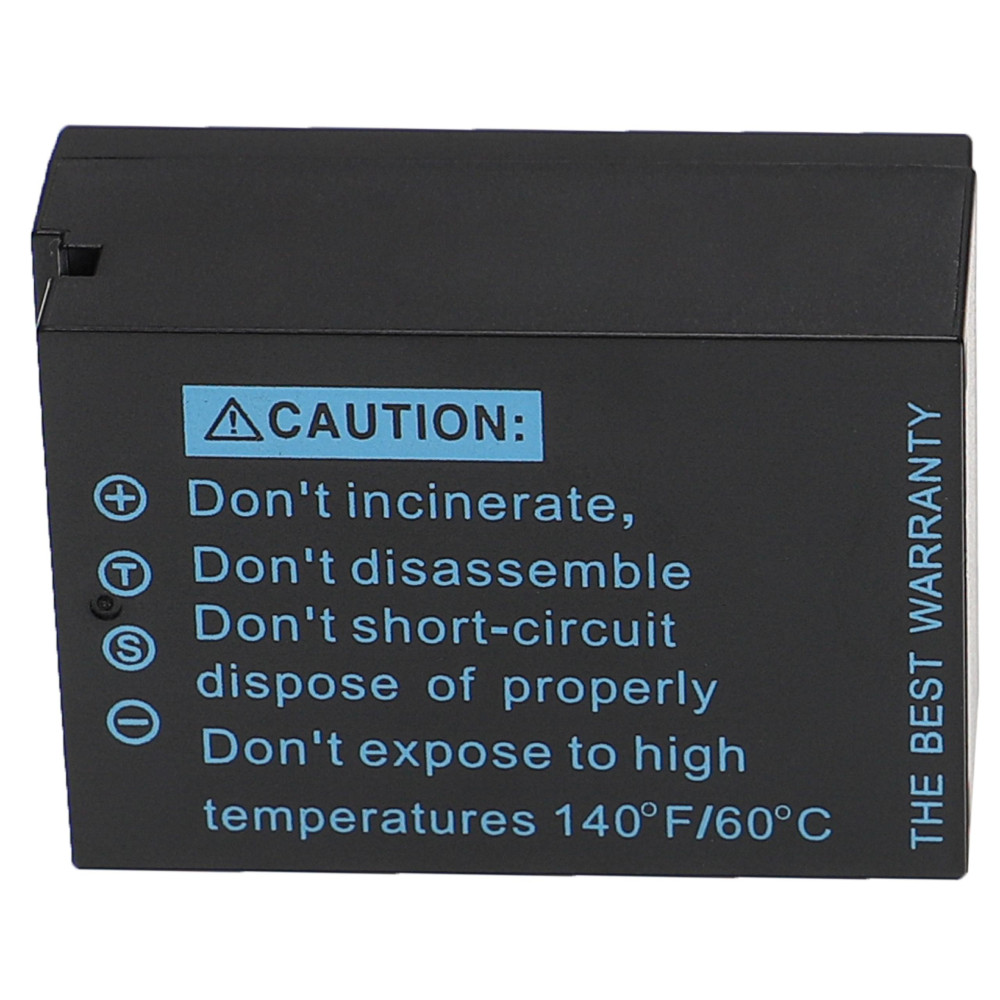 ⚠CAUTION:
Don't incinerate,
Don't disassemble
Don't short-circuit
dispose of properly
Don't expose to high
temperatures 140°F/60°C
+
T
S
−
THE BEST WARRANTY